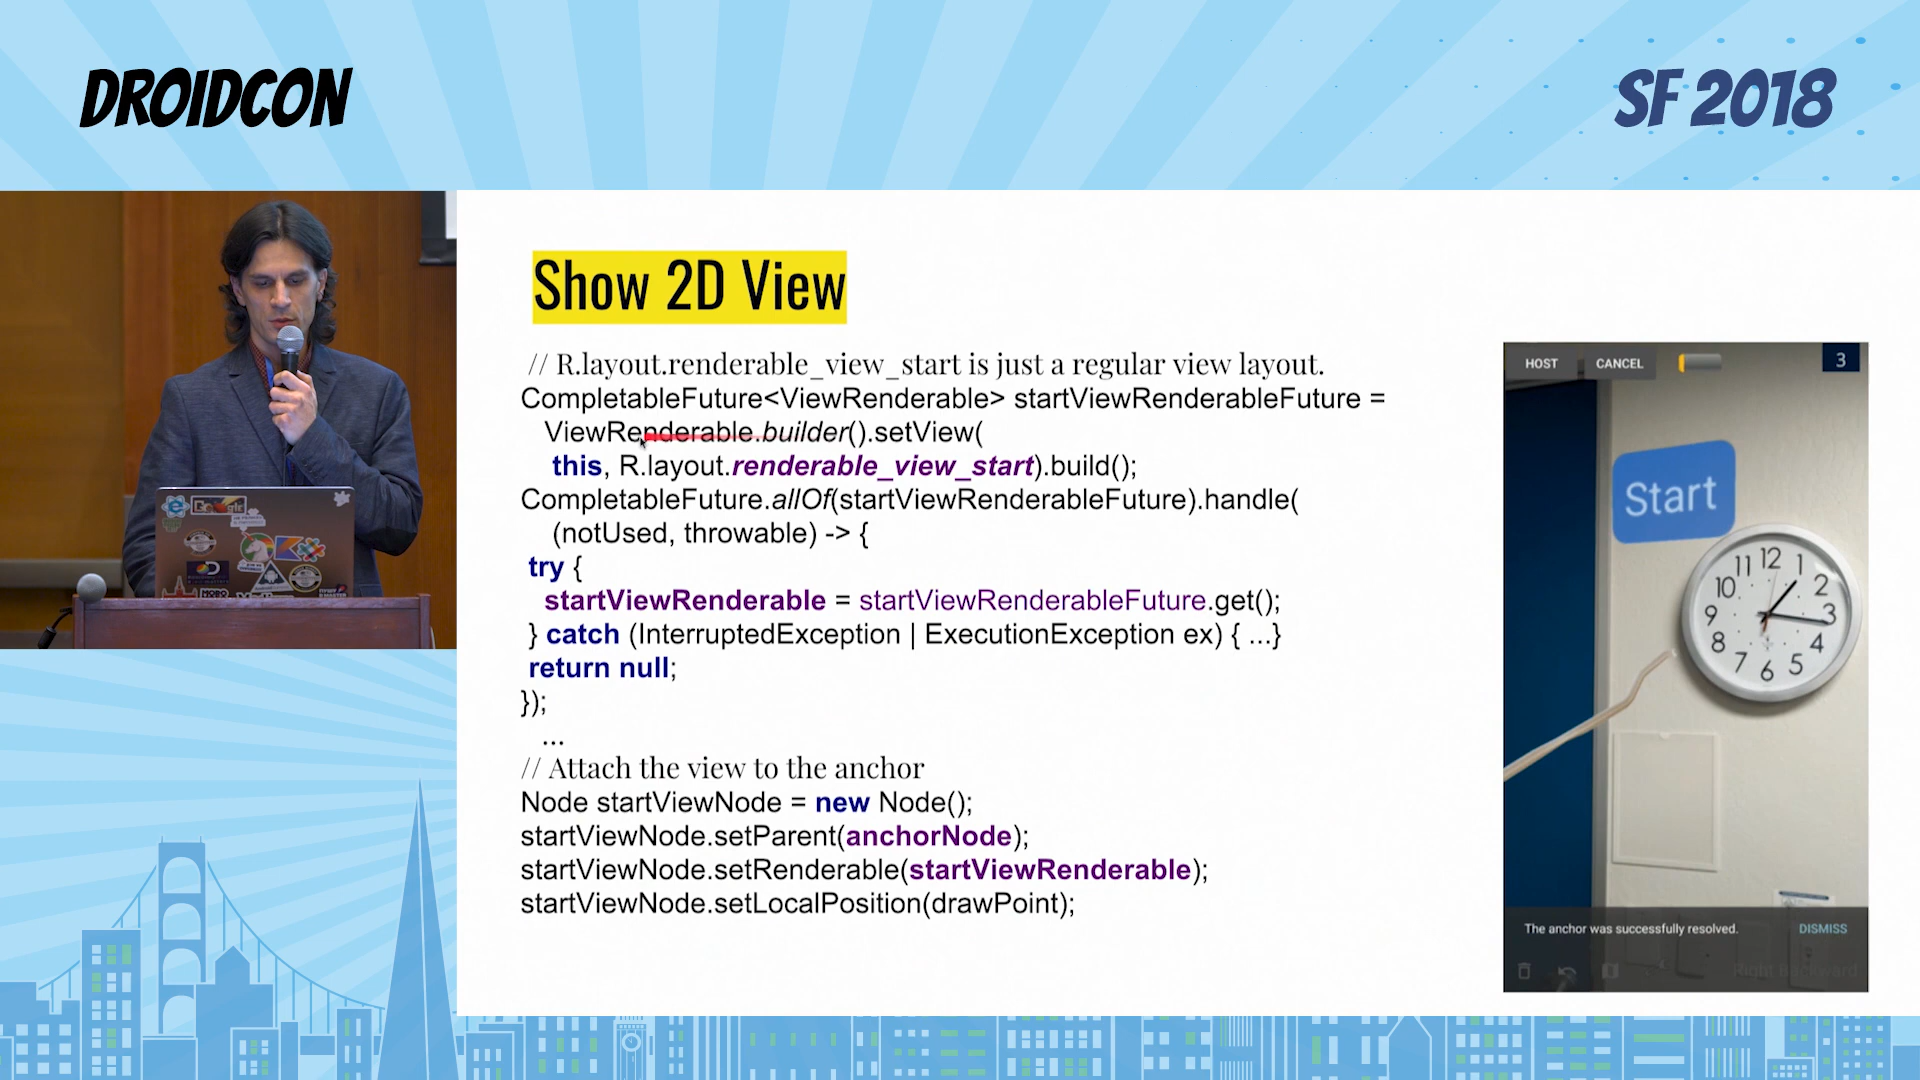 DROIDCON
SF 2018
Show 2D View
// R.layout.renderable_view_start is just a regular view layout.
CompletableFuture<ViewRenderable> startViewRenderableFuture =
ViewRenderable.builder().setView(
this, R.layout.renderable_view_start).build();
CompletableFuture.allOf(startViewRenderableFuture).handle(
(notUsed, throwable) -> {
try {
startViewRenderable = startViewRenderableFuture.get();
} catch (InterruptedException | ExecutionException ex) { ...}
return null;
});
...
// Attach the view to the anchor
Node startViewNode = new Node();
startViewNode.setParent(anchorNode);
startViewNode.setRenderable(startViewRenderable);
startViewNode.setLocalPosition(drawPoint);
HOST CANCEL 3
Start
12
11 1
10 2
9 3
8 4
7 6 5
The anchor was successfully resolved. DISMISS
Right Backward
Google